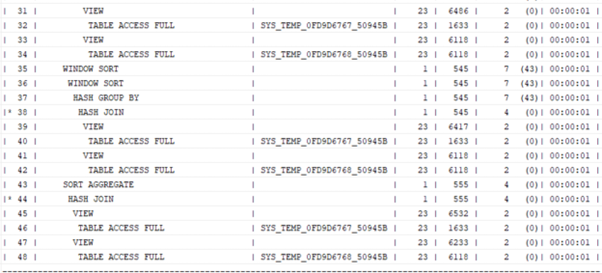 | 31 | VIEW | | 23 | 6486 | 2 (0)| 00:00:01 |
| 32 | TABLE ACCESS FULL | SYS_TEMP_0FD9D6767_50945B | 23 | 1633 | 2 (0)| 00:00:01 |
| 33 | VIEW | | 23 | 6118 | 2 (0)| 00:00:01 |
| 34 | TABLE ACCESS FULL | SYS_TEMP_0FD9D6768_50945B | 23 | 6118 | 2 (0)| 00:00:01 |
| 35 | WINDOW SORT | | 1 | 545 | 7 (43)| 00:00:01 |
| 36 | WINDOW SORT | | 1 | 545 | 7 (43)| 00:00:01 |
| 37 | HASH GROUP BY | | 1 | 545 | 7 (43)| 00:00:01 |
|* 38 | HASH JOIN | | 1 | 545 | 4 (0)| 00:00:01 |
| 39 | VIEW | | 23 | 6417 | 2 (0)| 00:00:01 |
| 40 | TABLE ACCESS FULL | SYS_TEMP_0FD9D6767_50945B | 23 | 1633 | 2 (0)| 00:00:01 |
| 41 | VIEW | | 23 | 6118 | 2 (0)| 00:00:01 |
| 42 | TABLE ACCESS FULL | SYS_TEMP_0FD9D6768_50945B | 23 | 6118 | 2 (0)| 00:00:01 |
| 43 | SORT AGGREGATE | | 1 | 555 | 4 (0)| 00:00:01 |
|* 44 | HASH JOIN | | 1 | 555 | 4 (0)| 00:00:01 |
| 45 | VIEW | | 23 | 6532 | 2 (0)| 00:00:01 |
| 46 | TABLE ACCESS FULL | SYS_TEMP_0FD9D6767_50945B | 23 | 1633 | 2 (0)| 00:00:01 |
| 47 | VIEW | | 23 | 6233 | 2 (0)| 00:00:01 |
| 48 | TABLE ACCESS FULL | SYS_TEMP_0FD9D6768_50945B | 23 | 6118 | 2 (0)| 00:00:01 |